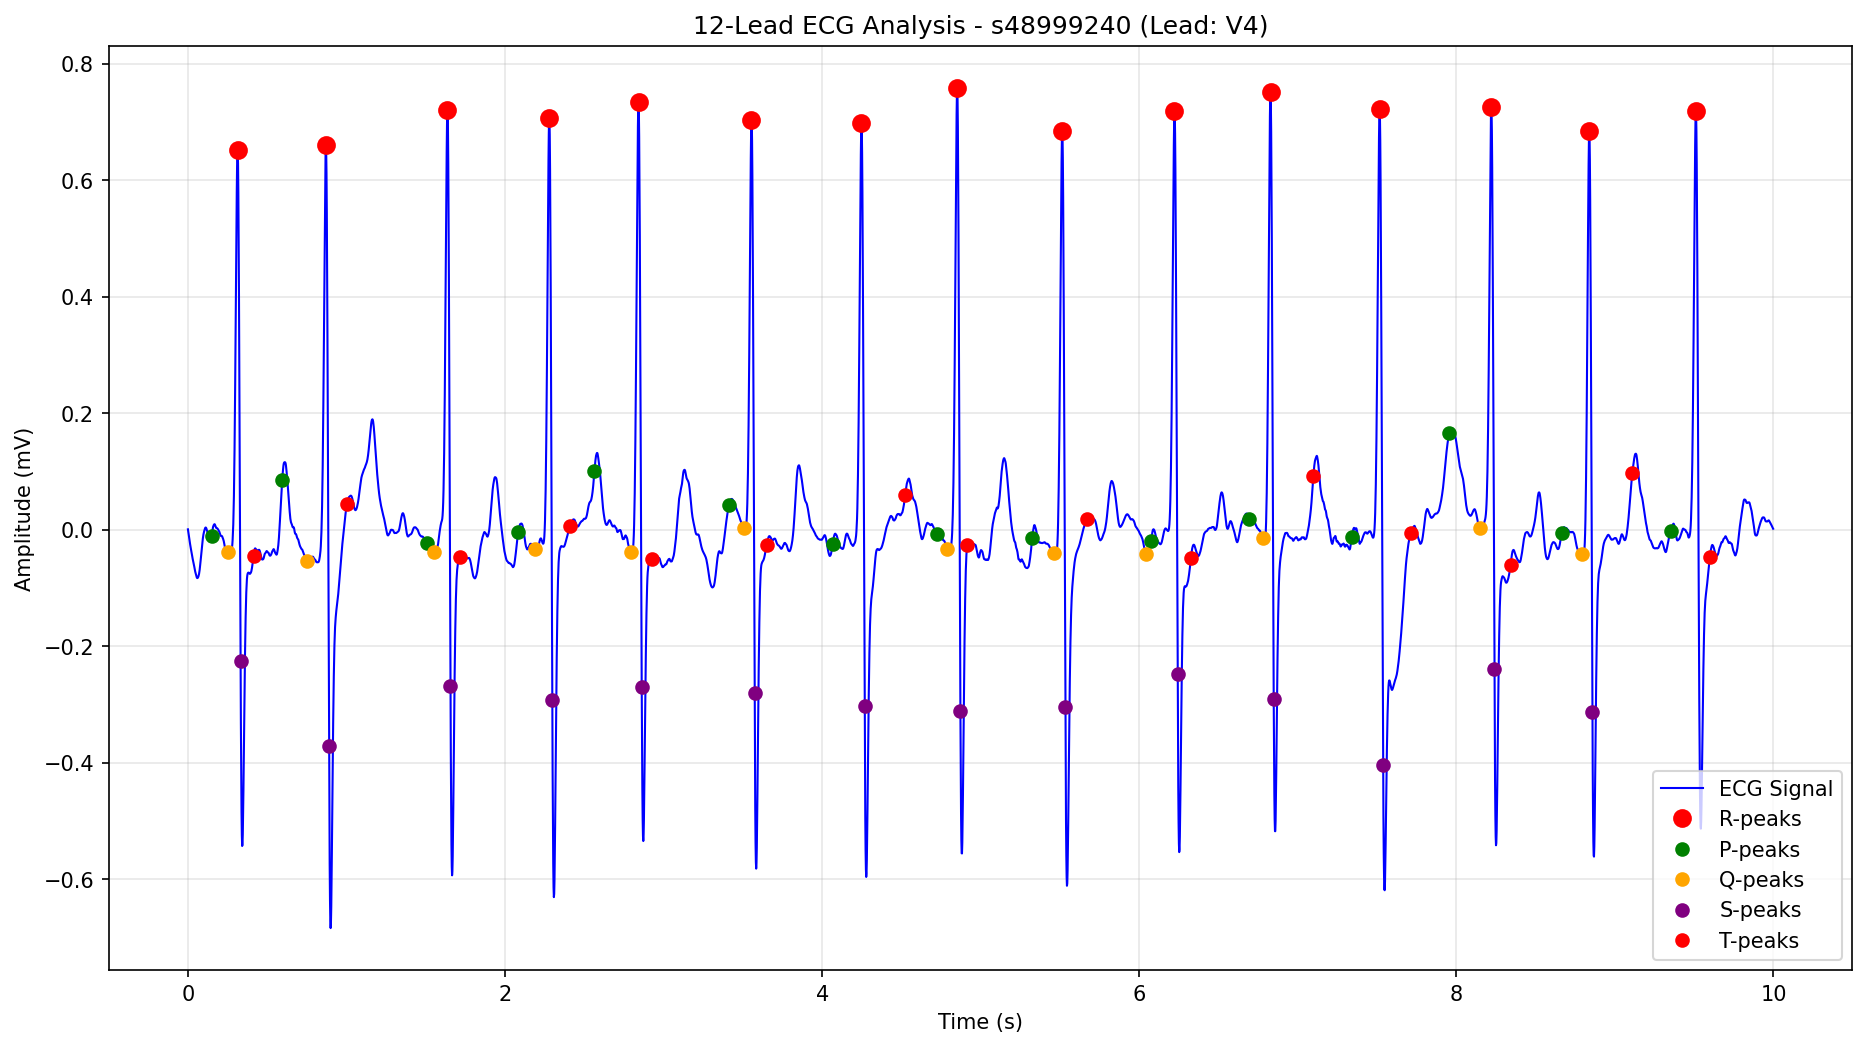 12-Lead ECG Analysis - s48999240 (Lead: V4)
Amplitude (mV)
0.8
0.6
0.4
0.2
0.0
−0.2
−0.4
−0.6
0 2 4 6 8 10
Time (s)
ECG Signal
R-peaks
P-peaks
Q-peaks
S-peaks
T-peaks